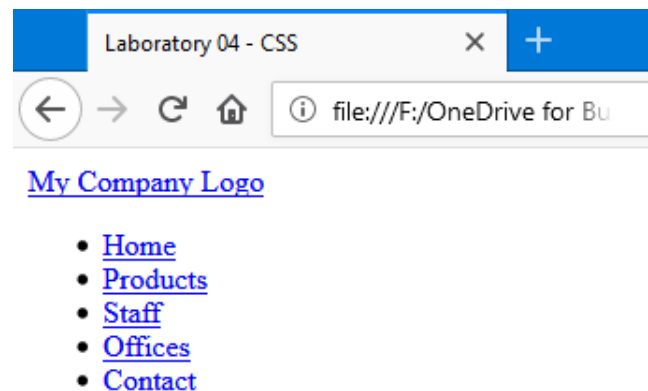 Laboratory 04 - CSS
file:///F:/OneDrive for Bu
My Company Logo
Home
Products
Staff
Offices
Contact